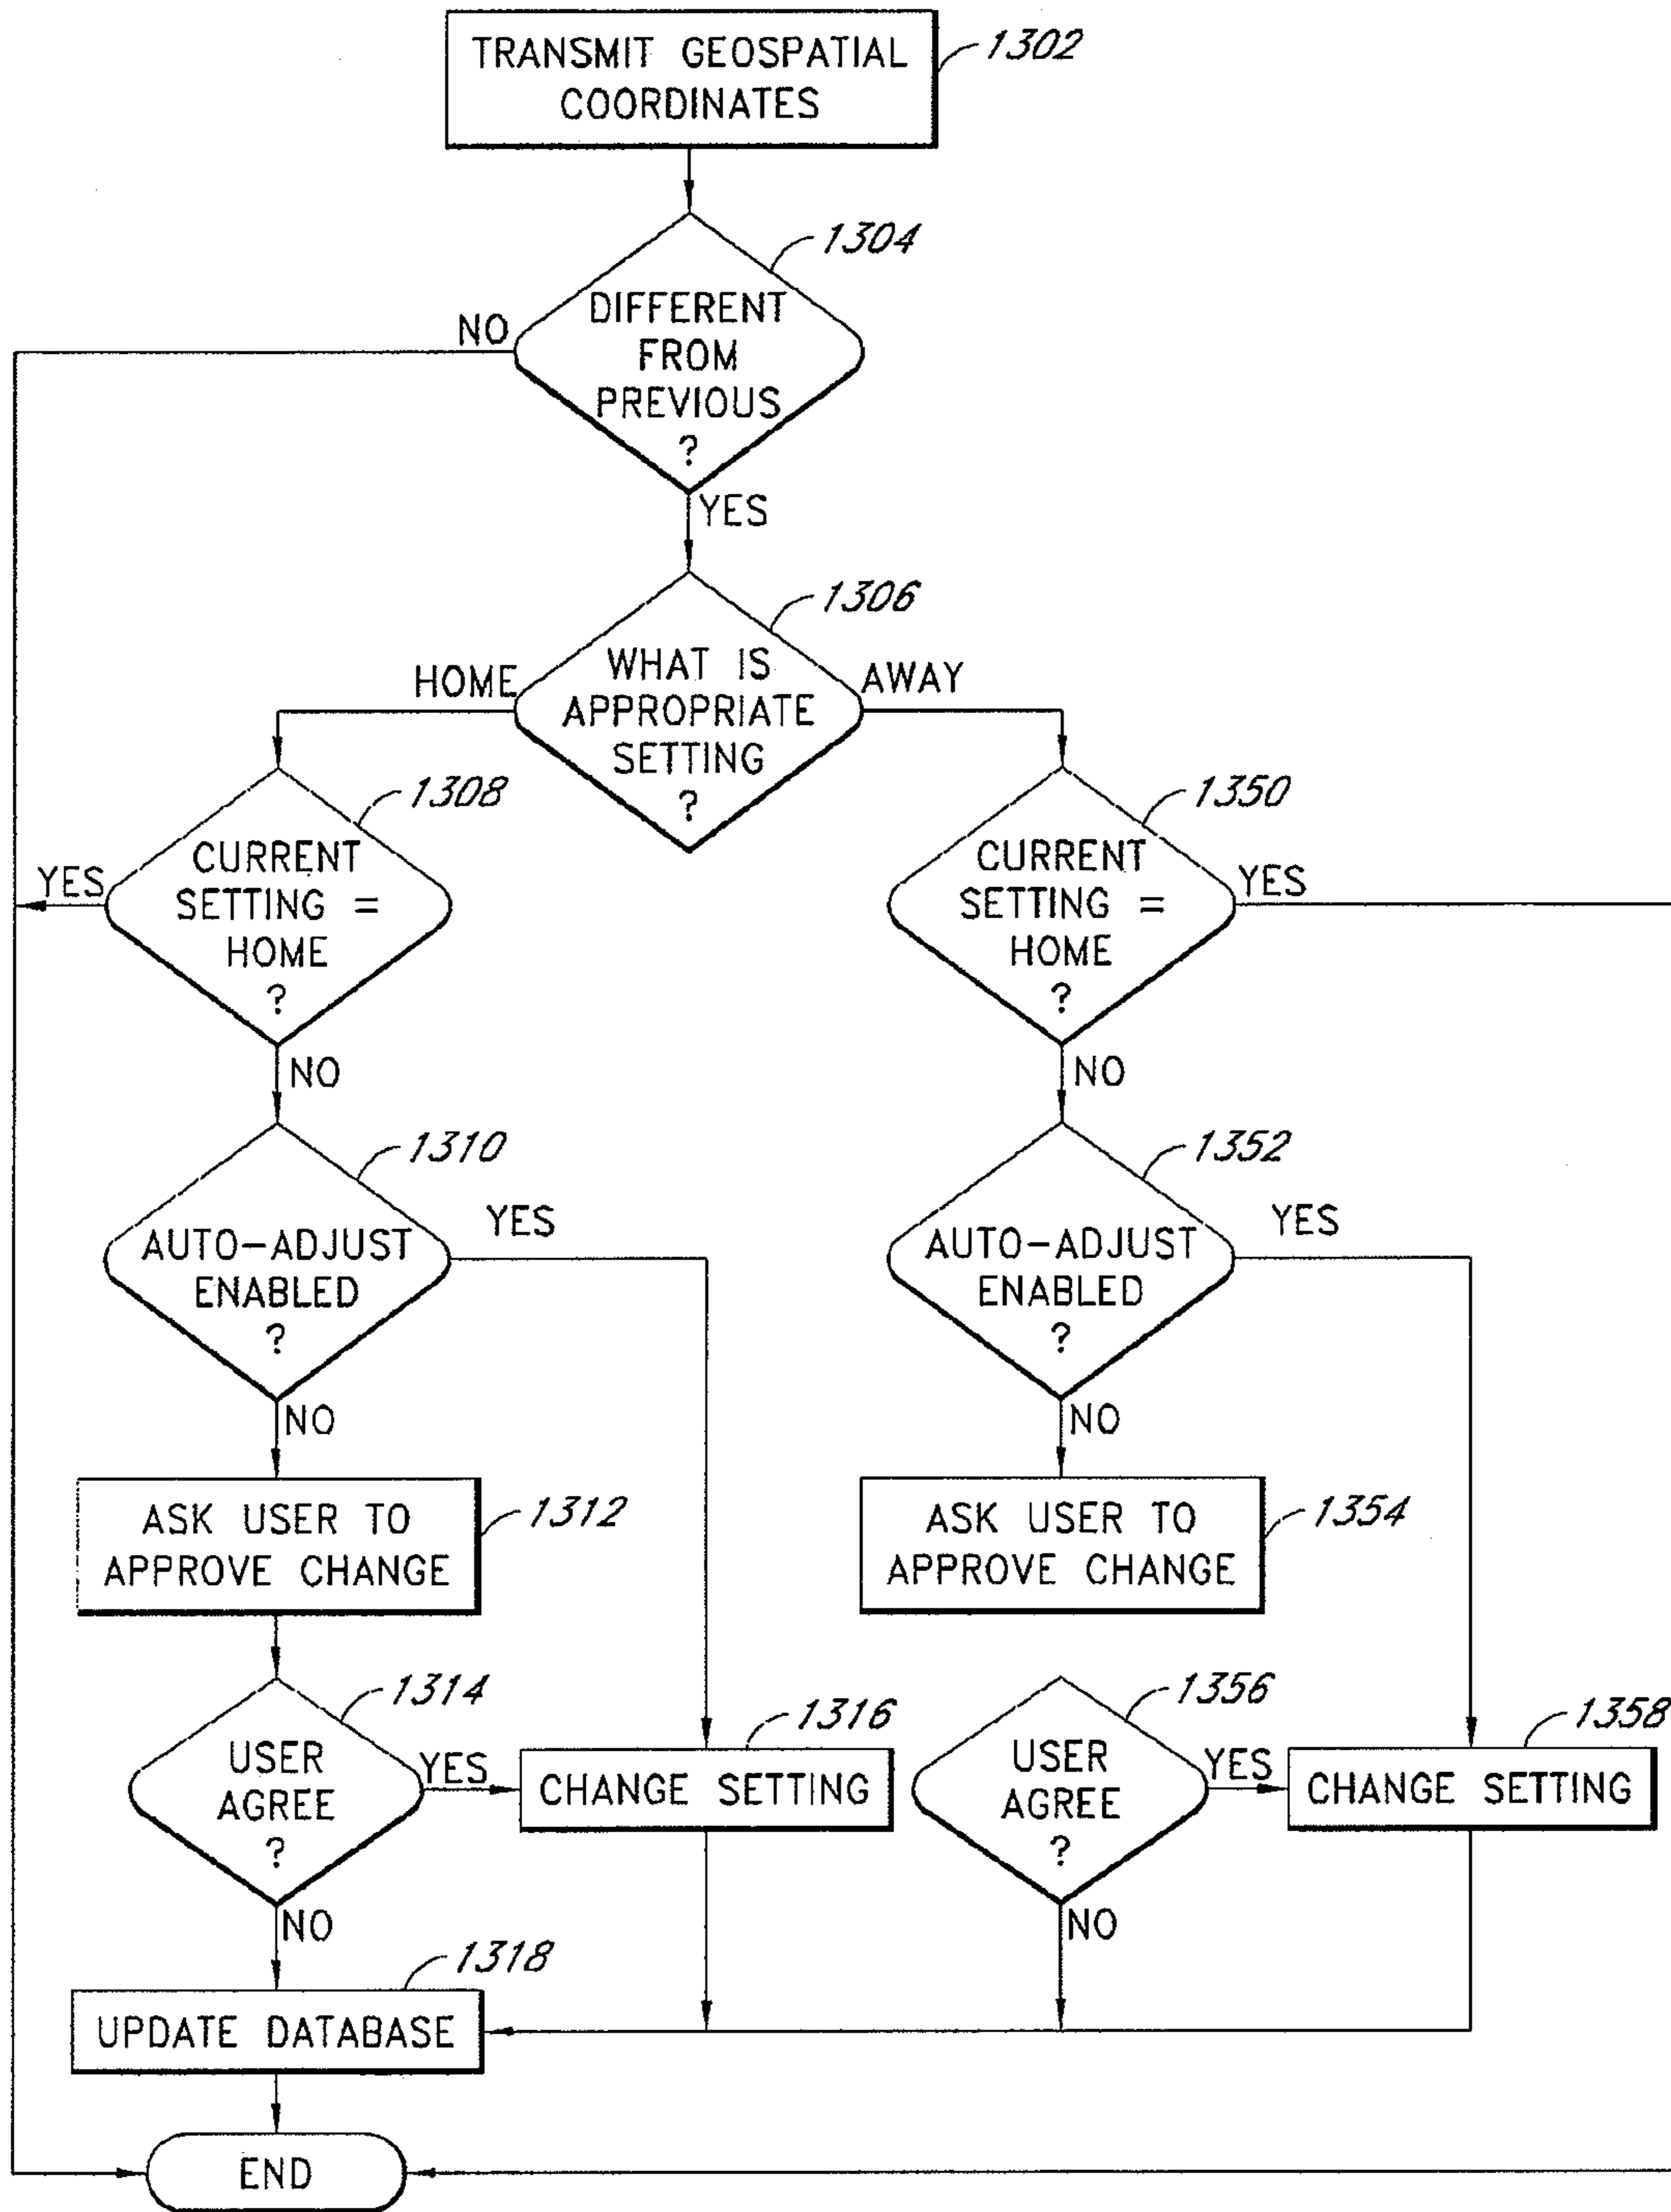 TRANSMIT GEOSPATIAL
COORDINATES
1302
1304
DIFFERENT
FROM
PREVIOUS
?
NO
YES
1306
WHAT IS
APPROPRIATE
SETTING
?
HOME
AWAY
1308
CURRENT
SETTING =
HOME
?
YES
NO
1350
CURRENT
SETTING =
HOME
?
YES
NO
1310
AUTO-ADJUST
ENABLED
?
YES
NO
1352
AUTO-ADJUST
ENABLED
?
YES
NO
ASK USER TO
APPROVE CHANGE
1312
ASK USER TO
APPROVE CHANGE
1354
1314
USER
AGREE
?
YES
NO
1316
CHANGE SETTING
1356
USER
AGREE
?
YES
NO
1358
CHANGE SETTING
1318
UPDATE DATABASE
END